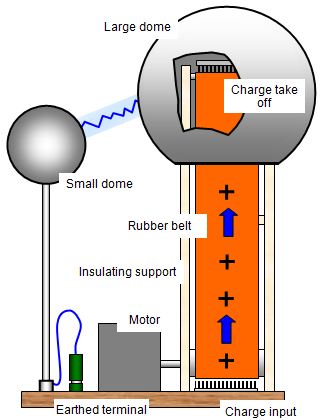 Large dome
Charge take
off
Small dome
Rubber belt
Insulating support
Motor
Earthed terminal
Charge input
+
+
+
+